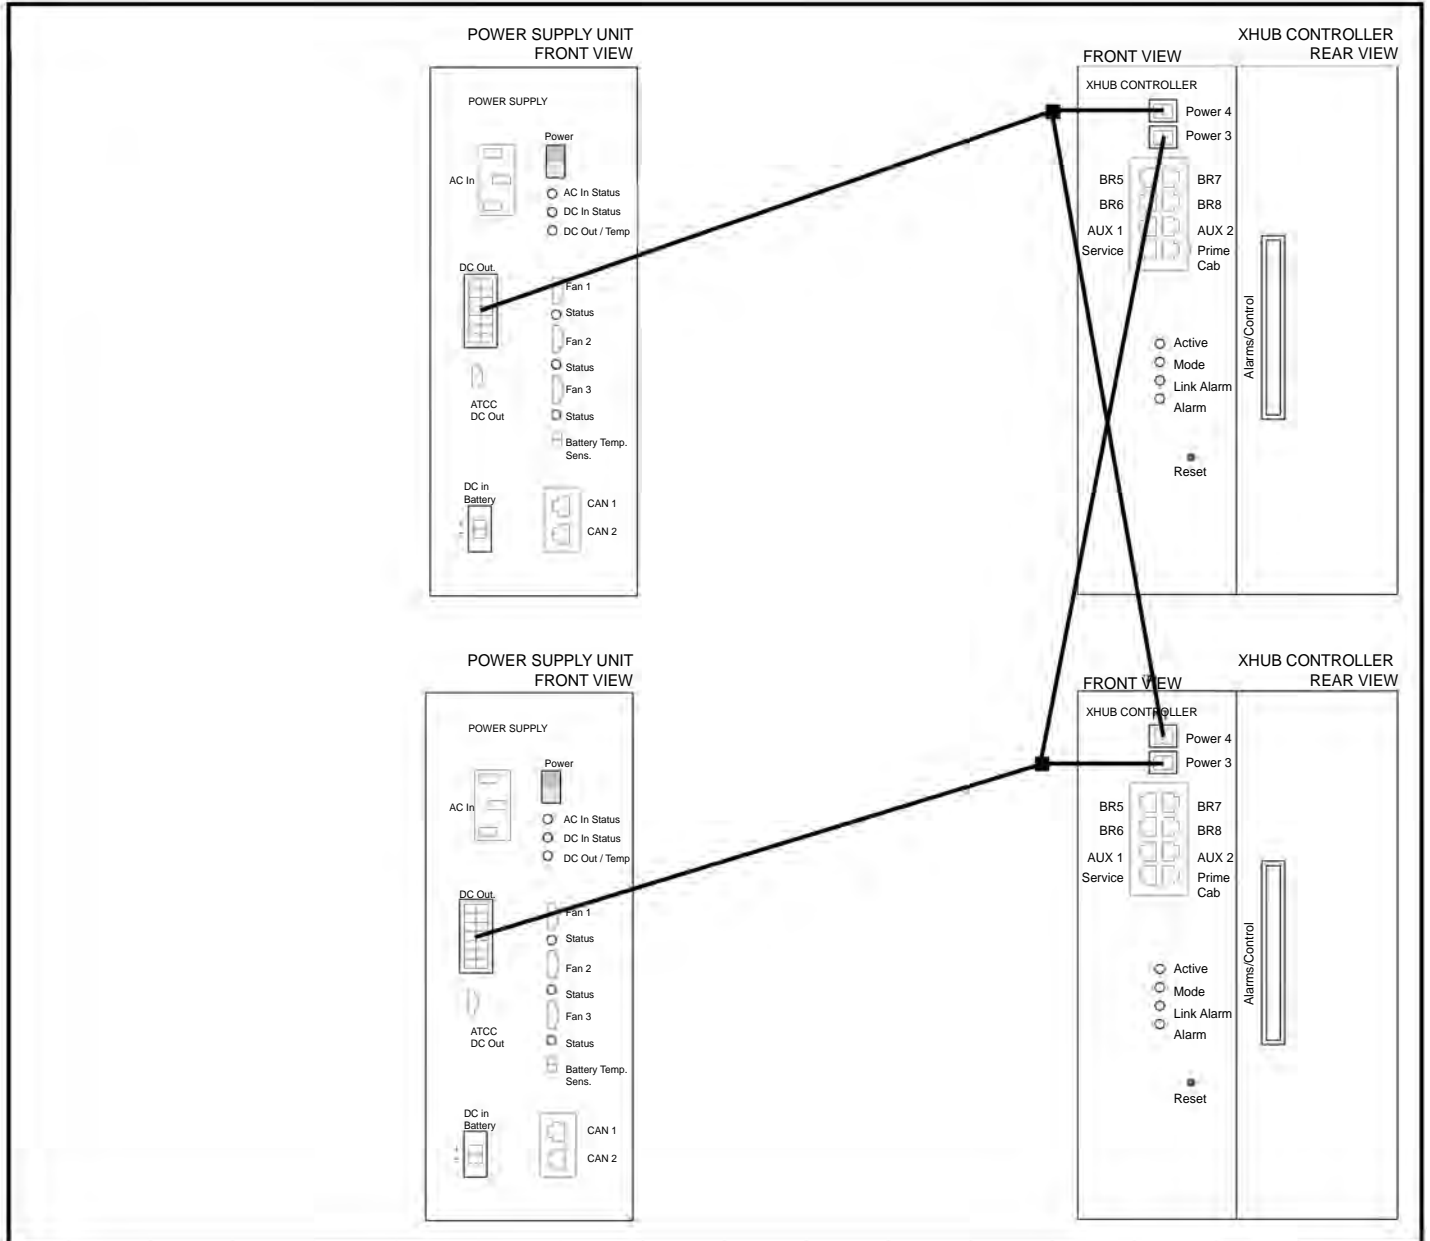 POWER SUPPLY UNIT
FRONT VIEW
POWER SUPPLY
Power
AC In
AC In Status
DC In Status
DC Out / Temp
DC Out.
Fan 1
Status
Fan 2
Status
Fan 3
Status
ATCC
DC Out
Battery Temp.
Sens.
DC in
Battery
+
CAN 1
CAN 2
XHUB CONTROLLER
REAR VIEW
FRONT VIEW
XHUB CONTROLLER
Power 4
Power 3
BR5 BR7
BR6 BR8
AUX 1 AUX 2
Service Prime
Cab
Active
Mode
Link Alarm
Alarm
Reset
Alarms/Control
POWER SUPPLY UNIT
FRONT VIEW
POWER SUPPLY
Power
AC In
AC In Status
DC In Status
DC Out / Temp
DC Out.
Fan 1
Status
Fan 2
Status
Fan 3
Status
ATCC
DC Out
Battery Temp.
Sens.
DC in
Battery
+
CAN 1
CAN 2
XHUB CONTROLLER
REAR VIEW
FRONT VIEW
XHUB CONTROLLER
Power 4
Power 3
BR5 BR7
BR6 BR8
AUX 1 AUX 2
Service Prime
Cab
Active
Mode
Link Alarm
Alarm
Reset
Alarms/Control